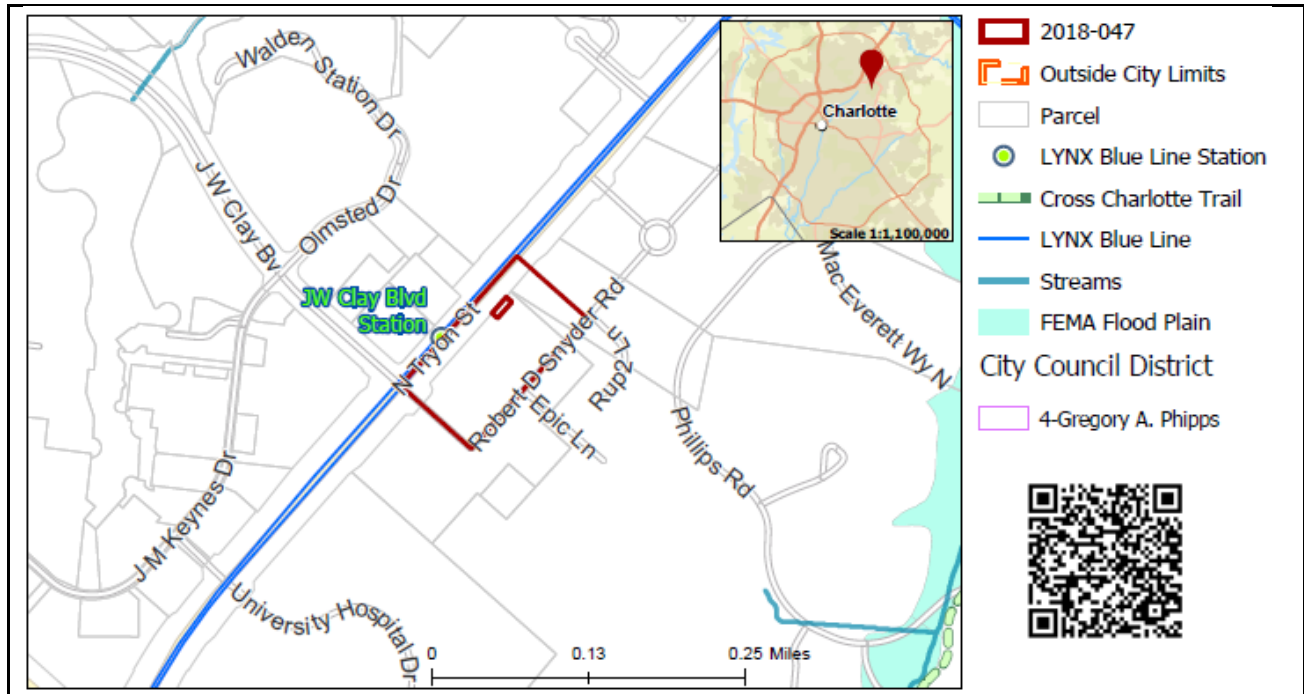 Walden Station Dr
J W Clay Bv
Olmsted Dr
JW Clay Blvd
Station
N Tryon St
Robert D Snyder Rd
Epic Ln
Rup2 Ln
Phillips Rd
Mac Everett Wy N
J M Keynes Dr
University Hospital Dr
0 0.13 0.25 Miles
Charlotte
Scale 1:1,100,000
2018-047
Outside City Limits
Parcel
LYNX Blue Line Station
Cross Charlotte Trail
LYNX Blue Line
Streams
FEMA Flood Plain
City Council District
4-Gregory A. Phipps